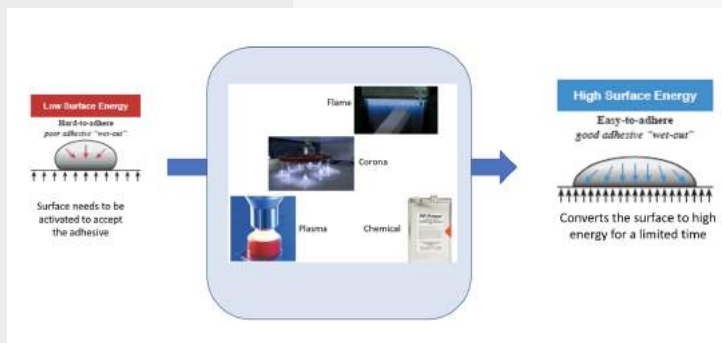 Low Surface Energy
Hard-to-adhere
poor adhesive "wet-out"
Surface needs to be
activated to accept
the adhesive
Flame
Corona
Plasma
Chemical
High Surface Energy
Easy-to-adhere
good adhesive "wet-out"
Converts the surface to high
energy for a limited time